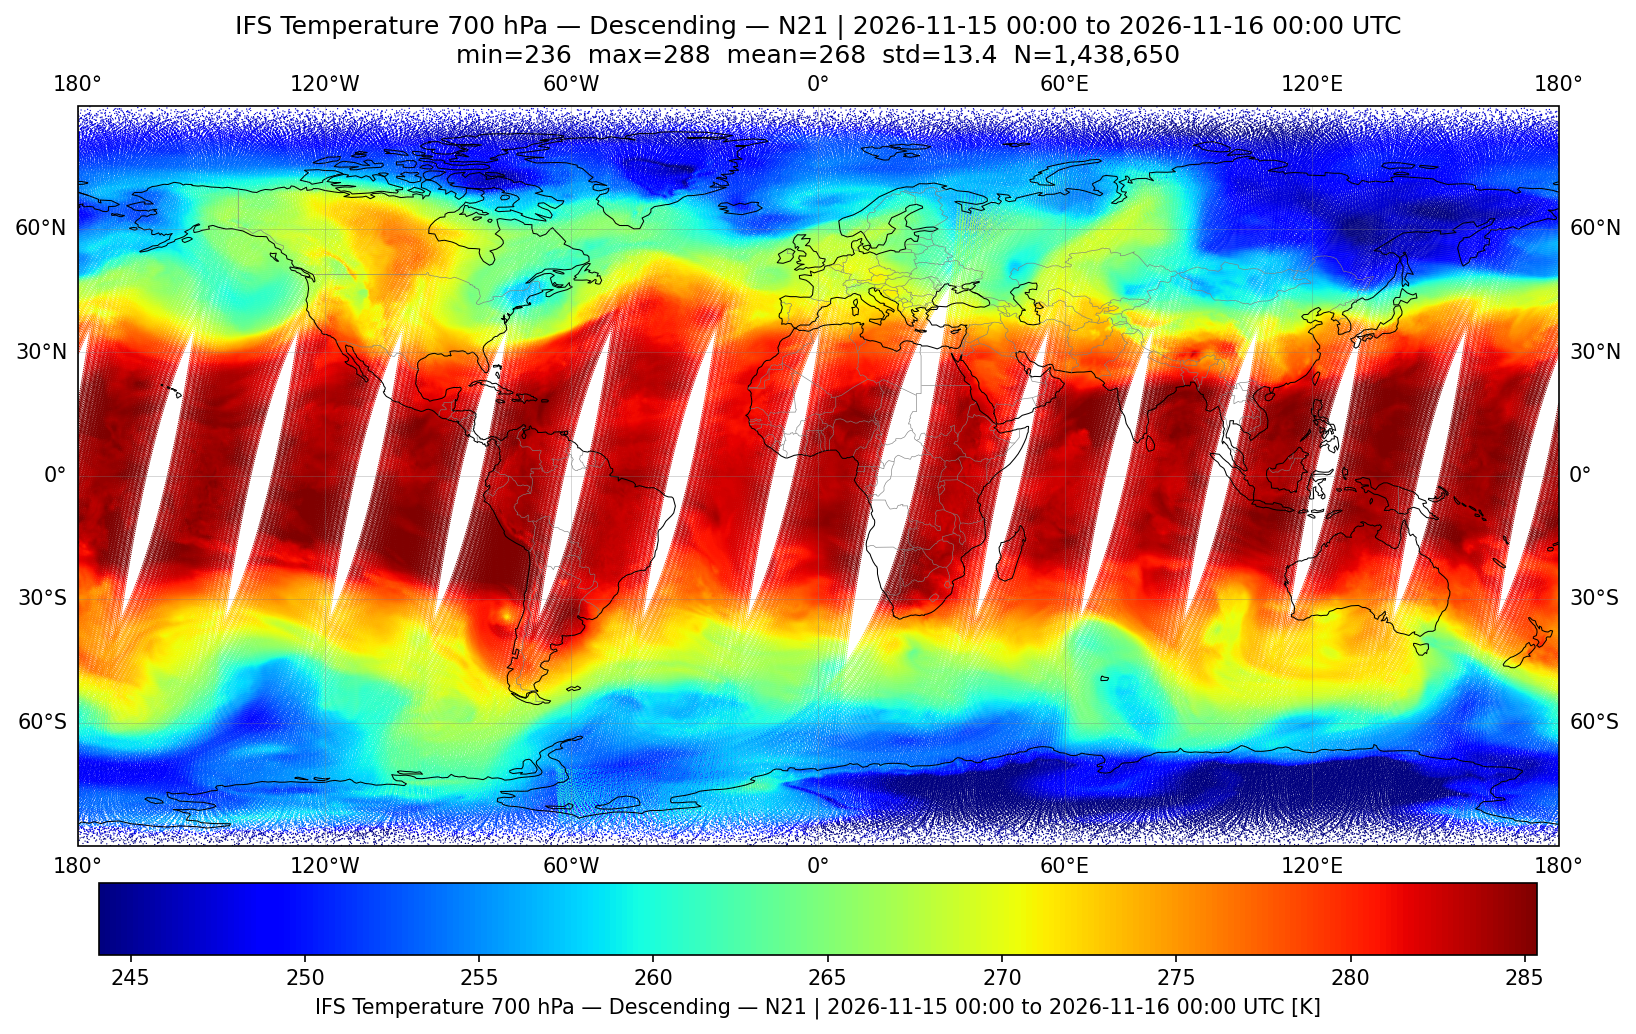 IFS Temperature 700 hPa — Descending — N21 | 2026-11-15 00:00 to 2026-11-16 00:00 UTC
min=236  max=288  mean=268  std=13.4  N=1,438,650
180° 120°W 60°W 0° 60°E 120°E 180°
60°N 60°N
30°N 30°N
0° 0°
30°S 30°S
60°S 60°S
180° 120°W 60°W 0° 60°E 120°E 180°
245 250 255 260 265 270 275 280 285
IFS Temperature 700 hPa — Descending — N21 | 2026-11-15 00:00 to 2026-11-16 00:00 UTC [K]